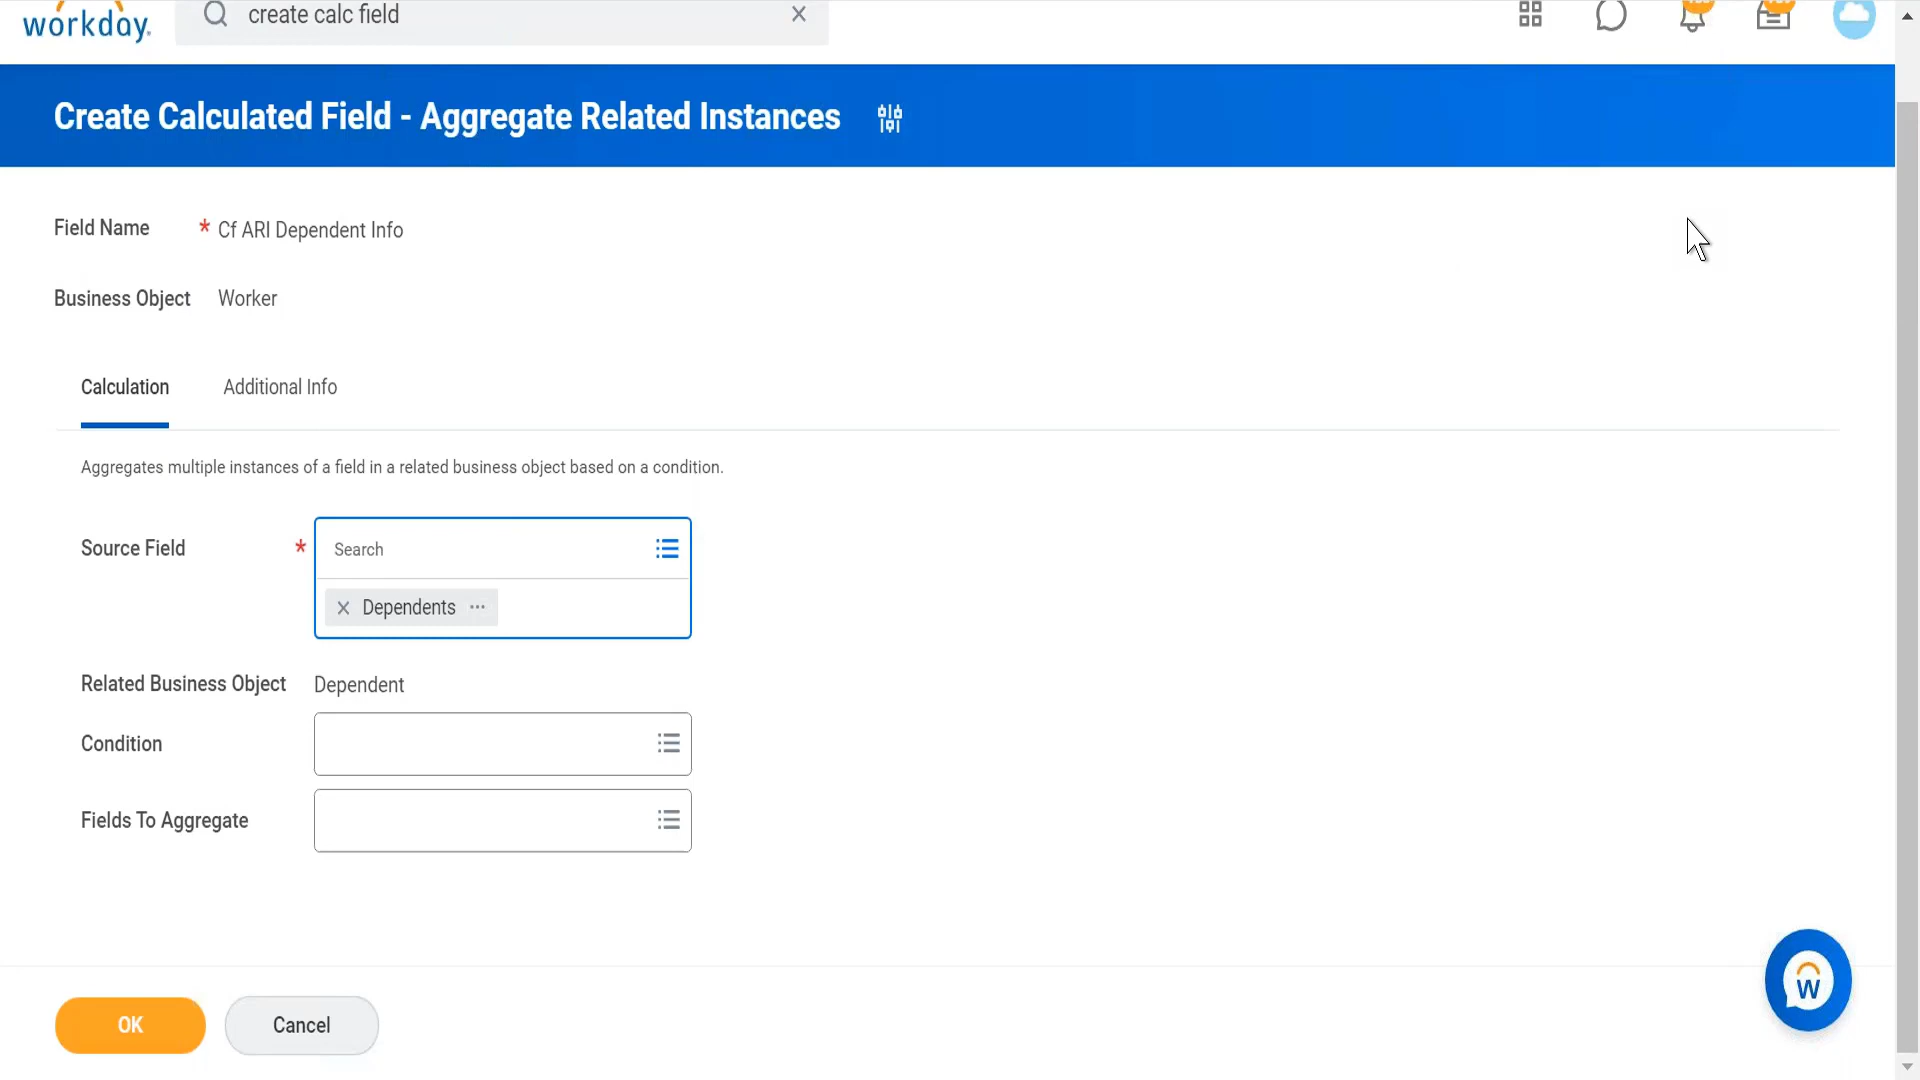 workday.
create calc field
Create Calculated Field - Aggregate Related Instances
Field Name * Cf ARI Dependent Info
Business Object Worker
Calculation Additional Info
Aggregates multiple instances of a field in a related business object based on a condition.
Source Field * Search
Dependents
Related Business Object Dependent
Condition
Fields To Aggregate
W
OK Cancel